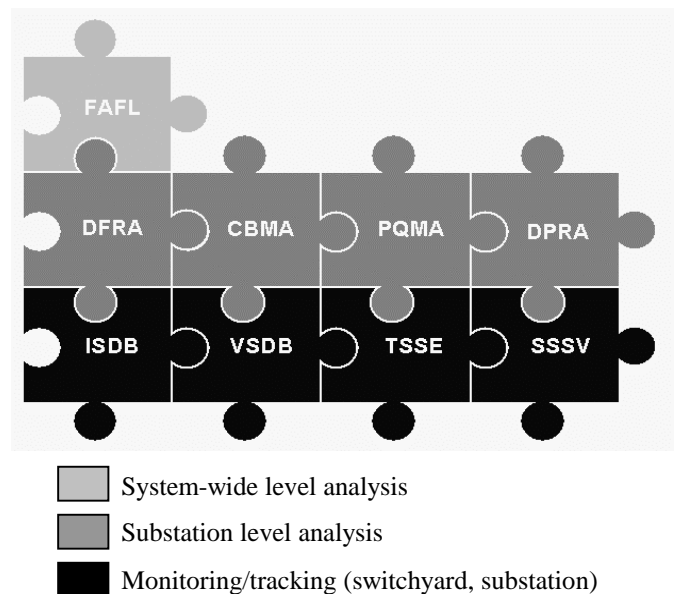 FAFL
DFRA CBMA PQMA DPRA
ISDB VSDB TSSE SSSV
System-wide level analysis
Substation level analysis
Monitoring/tracking (switchyard, substation)